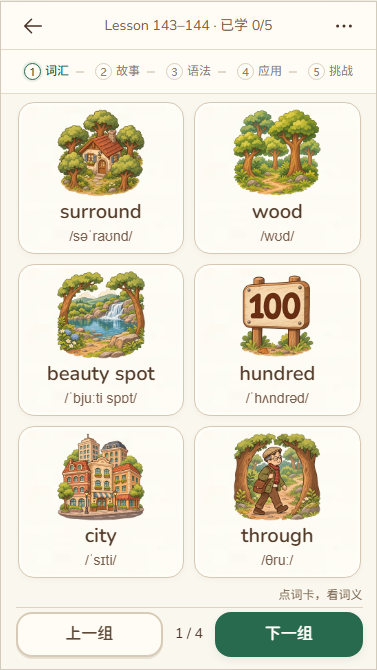 Lesson 143–144 · 已学 0/5
1 词汇 – 2 故事 – 3 语法 – 4 应用 – 5 挑战
surround
/səˈraʊnd/
wood
/wʊd/
beauty spot
/ˈbjuːti spɒt/
100
hundred
/ˈhʌndrəd/
city
/ˈsɪti/
through
/θruː/
点词卡，看词义
上一组
1 / 4
下一组